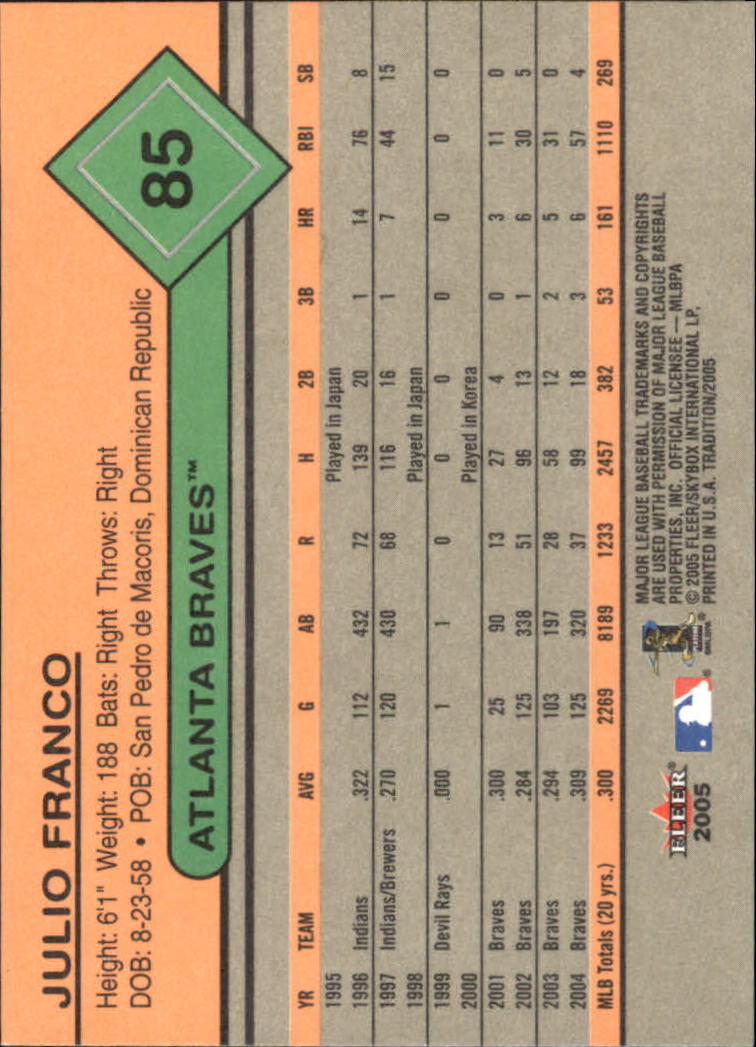 JULIO FRANCO
Height: 6'1" Weight: 188 Bats: Right Throws: Right
DOB: 8-23-58 • POB: San Pedro de Macoris, Dominican Republic
ATLANTA BRAVES™
85
YR TEAM AVG G AB R H 2B 3B HR RBI SB
1995 Played in Japan
1996 Indians .322 112 432 72 139 20 1 14 76 8
1997 Indians/Brewers .270 120 430 68 116 16 1 7 44 15
1998 Played in Japan
1999 Devil Rays .000 1 1 0 0 0 0 0 0 0
2000 Played in Korea
2001 Braves .300 25 90 13 27 4 0 3 11 0
2002 Braves .284 125 338 51 96 13 1 6 30 5
2003 Braves .294 103 197 28 58 12 2 5 31 0
2004 Braves .309 125 320 37 99 18 3 6 57 4
MLB Totals (20 yrs.) .300 2269 8189 1233 2457 382 53 161 1110 269
FLEER®
2005
MAJOR LEAGUE BASEBALL TRADEMARKS AND COPYRIGHTS
ARE USED WITH PERMISSION OF MAJOR LEAGUE BASEBALL
PROPERTIES, INC. OFFICIAL LICENSEE — MLBPA
© 2005 FLEER/SKYBOX INTERNATIONAL LP,
PRINTED IN U.S.A. TRADITION/2005